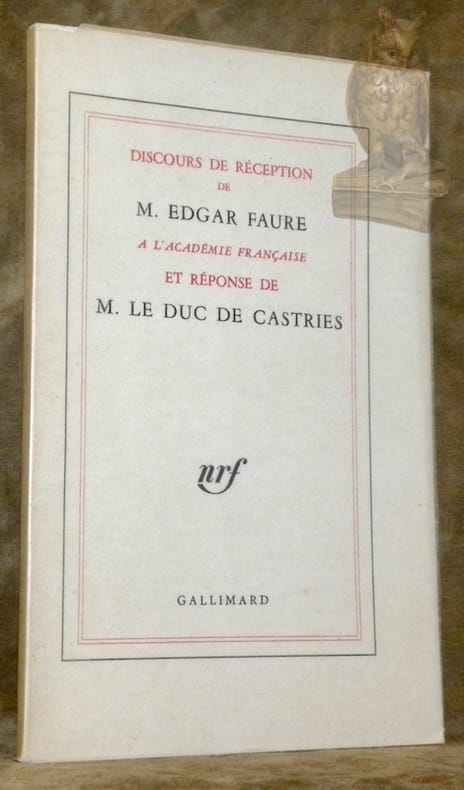 DISCOURS DE RÉCEPTION
DE
M. EDGAR FAURE
A L'ACADÉMIE FRANÇAISE
ET RÉPONSE DE
M. LE DUC DE CASTRIES
nrf
GALLIMARD